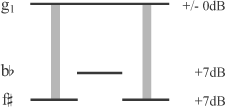 g₁ +/- 0dB
b♭ +7dB
f♯ +7dB